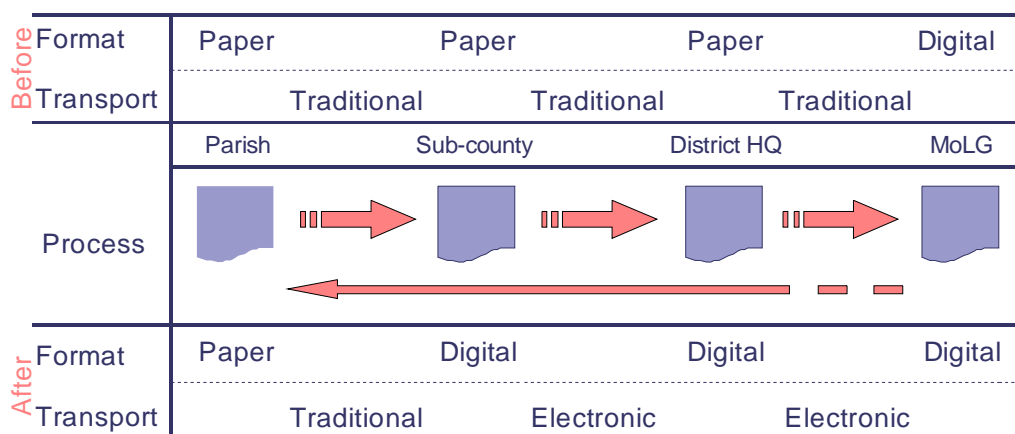 Before
Format Paper Paper Paper Digital
Transport Traditional Traditional Traditional
Parish Sub-county District HQ MoLG
Process
After
Format Paper Digital Digital Digital
Transport Traditional Electronic Electronic